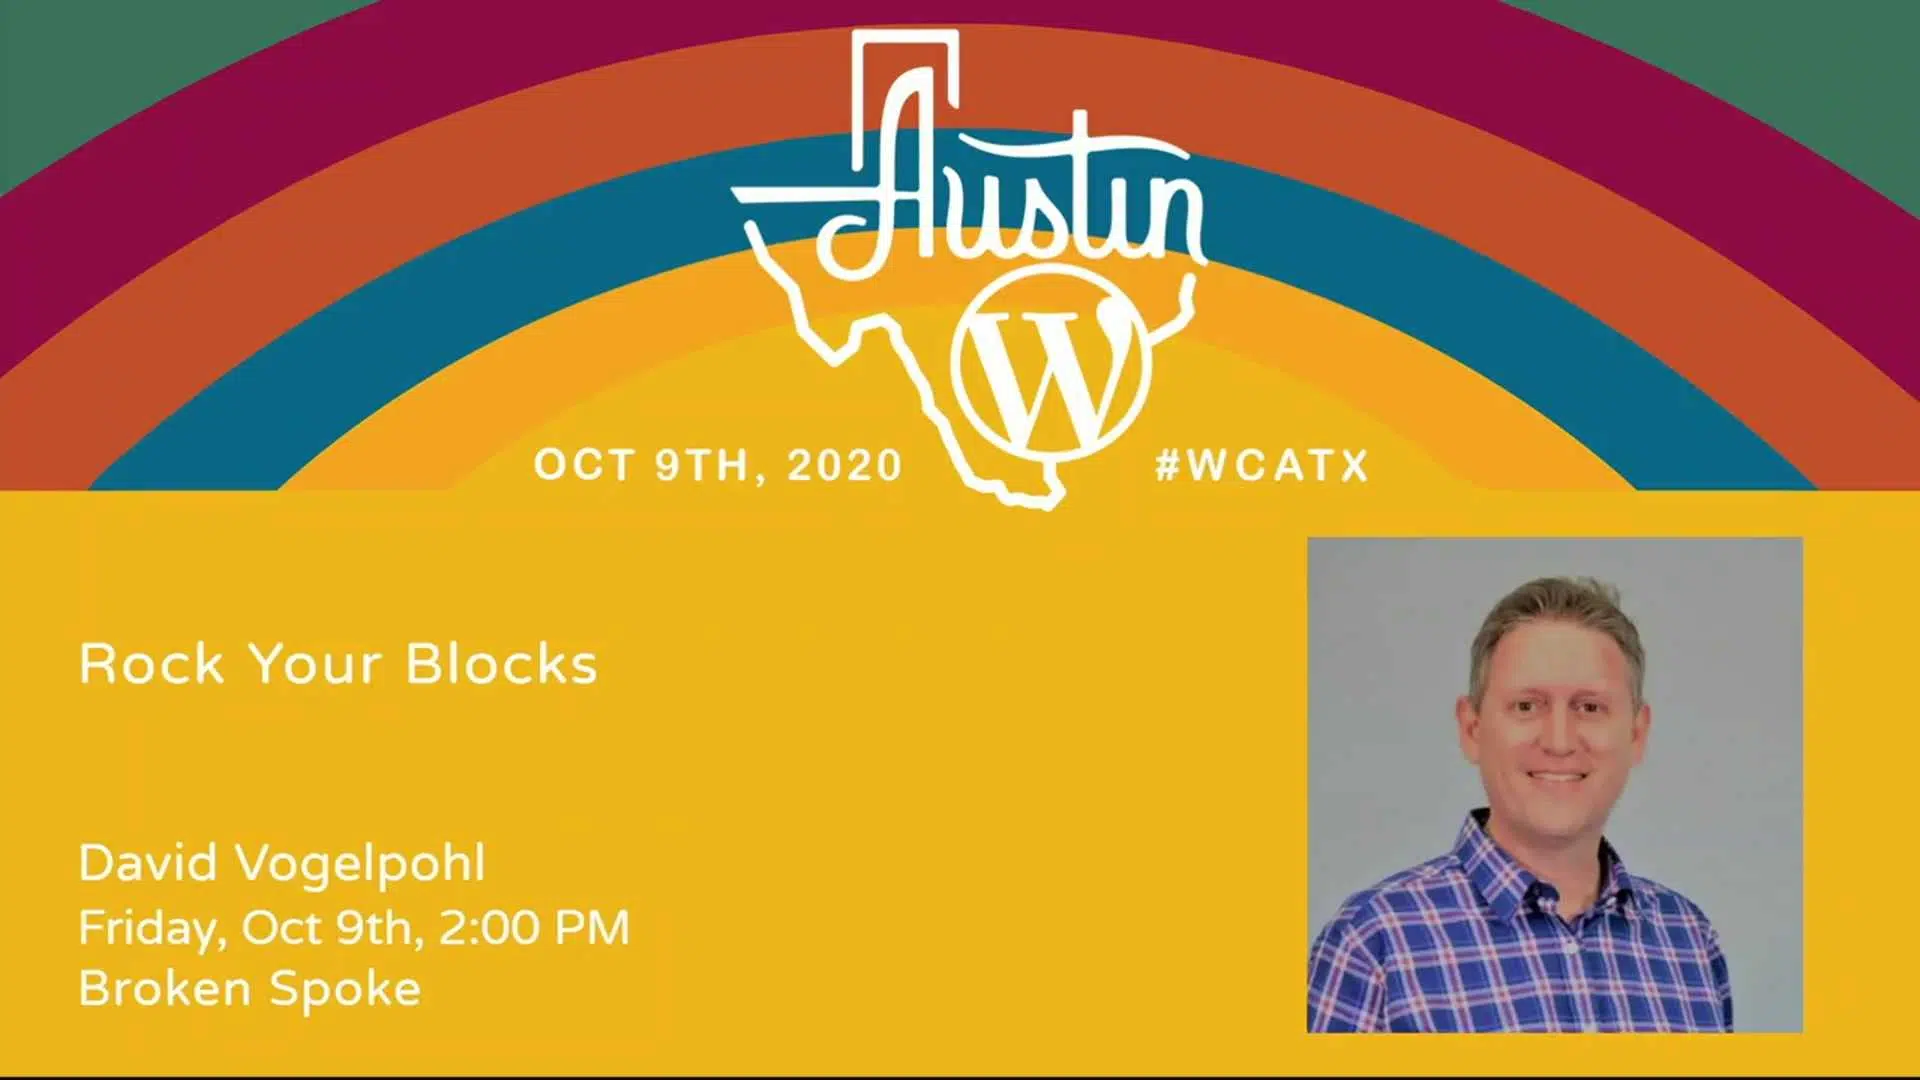 Austin
W
OCT 9TH, 2020
#WCATX
Rock Your Blocks
David Vogelpohl
Friday, Oct 9th, 2:00 PM
Broken Spoke